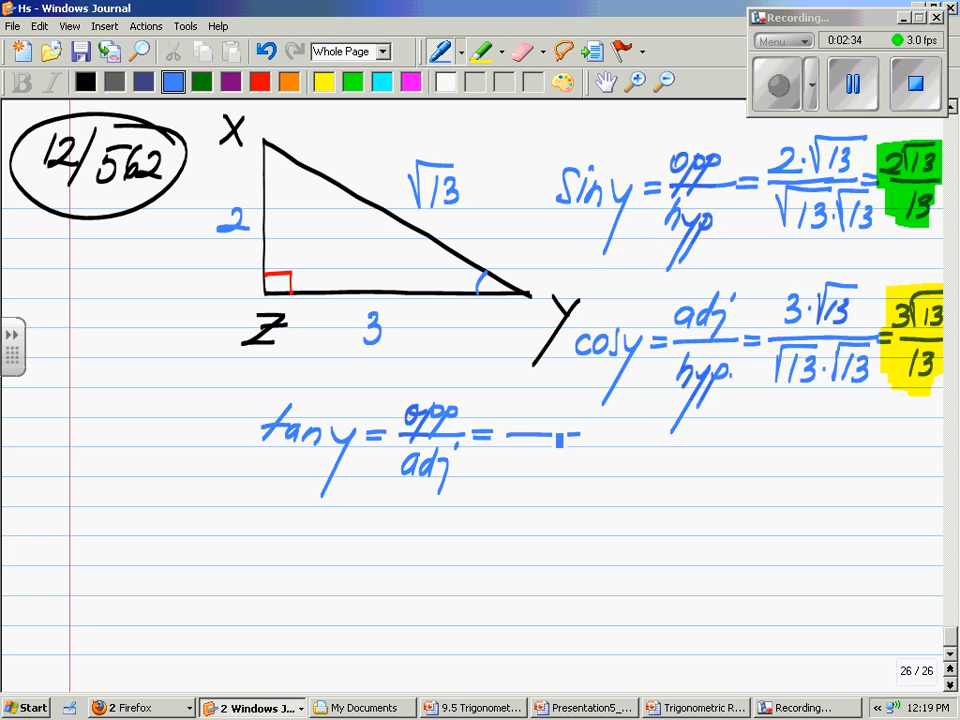 Hs - Windows Journal
File Edit View Insert Actions Tools Help
Recording...
Menu 0:02:34 3.0 fps
Whole Page
B I
12/562
X
2
√13
Z
3
Y
sin y = opp/hyp = 2·√13/√13·√13 = 2√13/13
cos y = adj/hyp. = 3·√13/√13·√13 = 3√13/13
tan y = opp/adj =
26 / 26
Start 2 Firefox 2 Windows J... My Documents 9.5 Trigonomet... Presentation5_... Trigonometric R... Recording... 12:19 PM